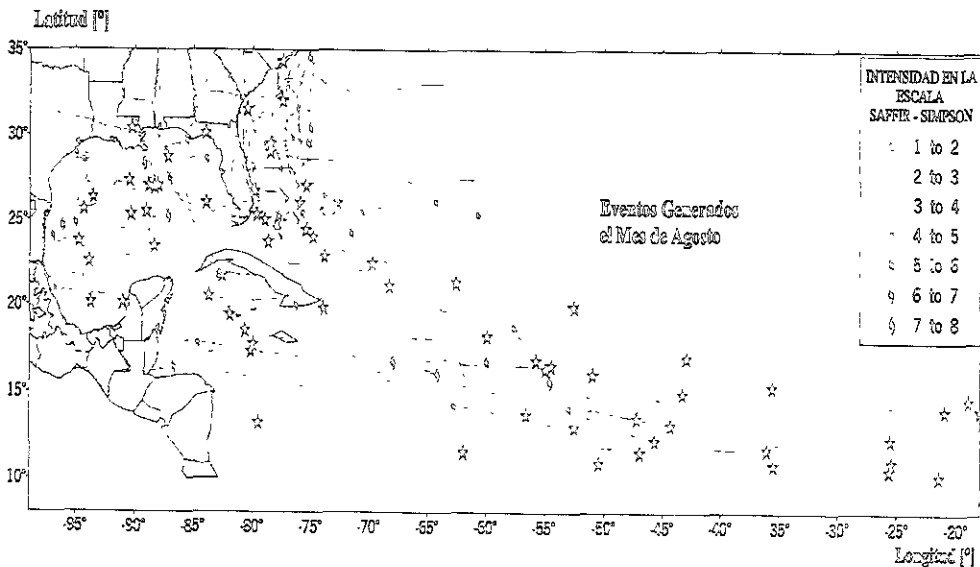 Latitud [°]
35°
30°
25°
20°
15°
10°
INTENSIDAD EN LA
ESCALA
SAFFIR - SIMPSON
1 to 2
2 to 3
3 to 4
4 to 5
5 to 6
6 to 7
7 to 8
Eventos Generados
el Mes de Agosto
-95° -90° -85° -80° -75° -70° -65° -60° -55° -50° -45° -40° -35° -30° -25° -20°
Longitud [°]